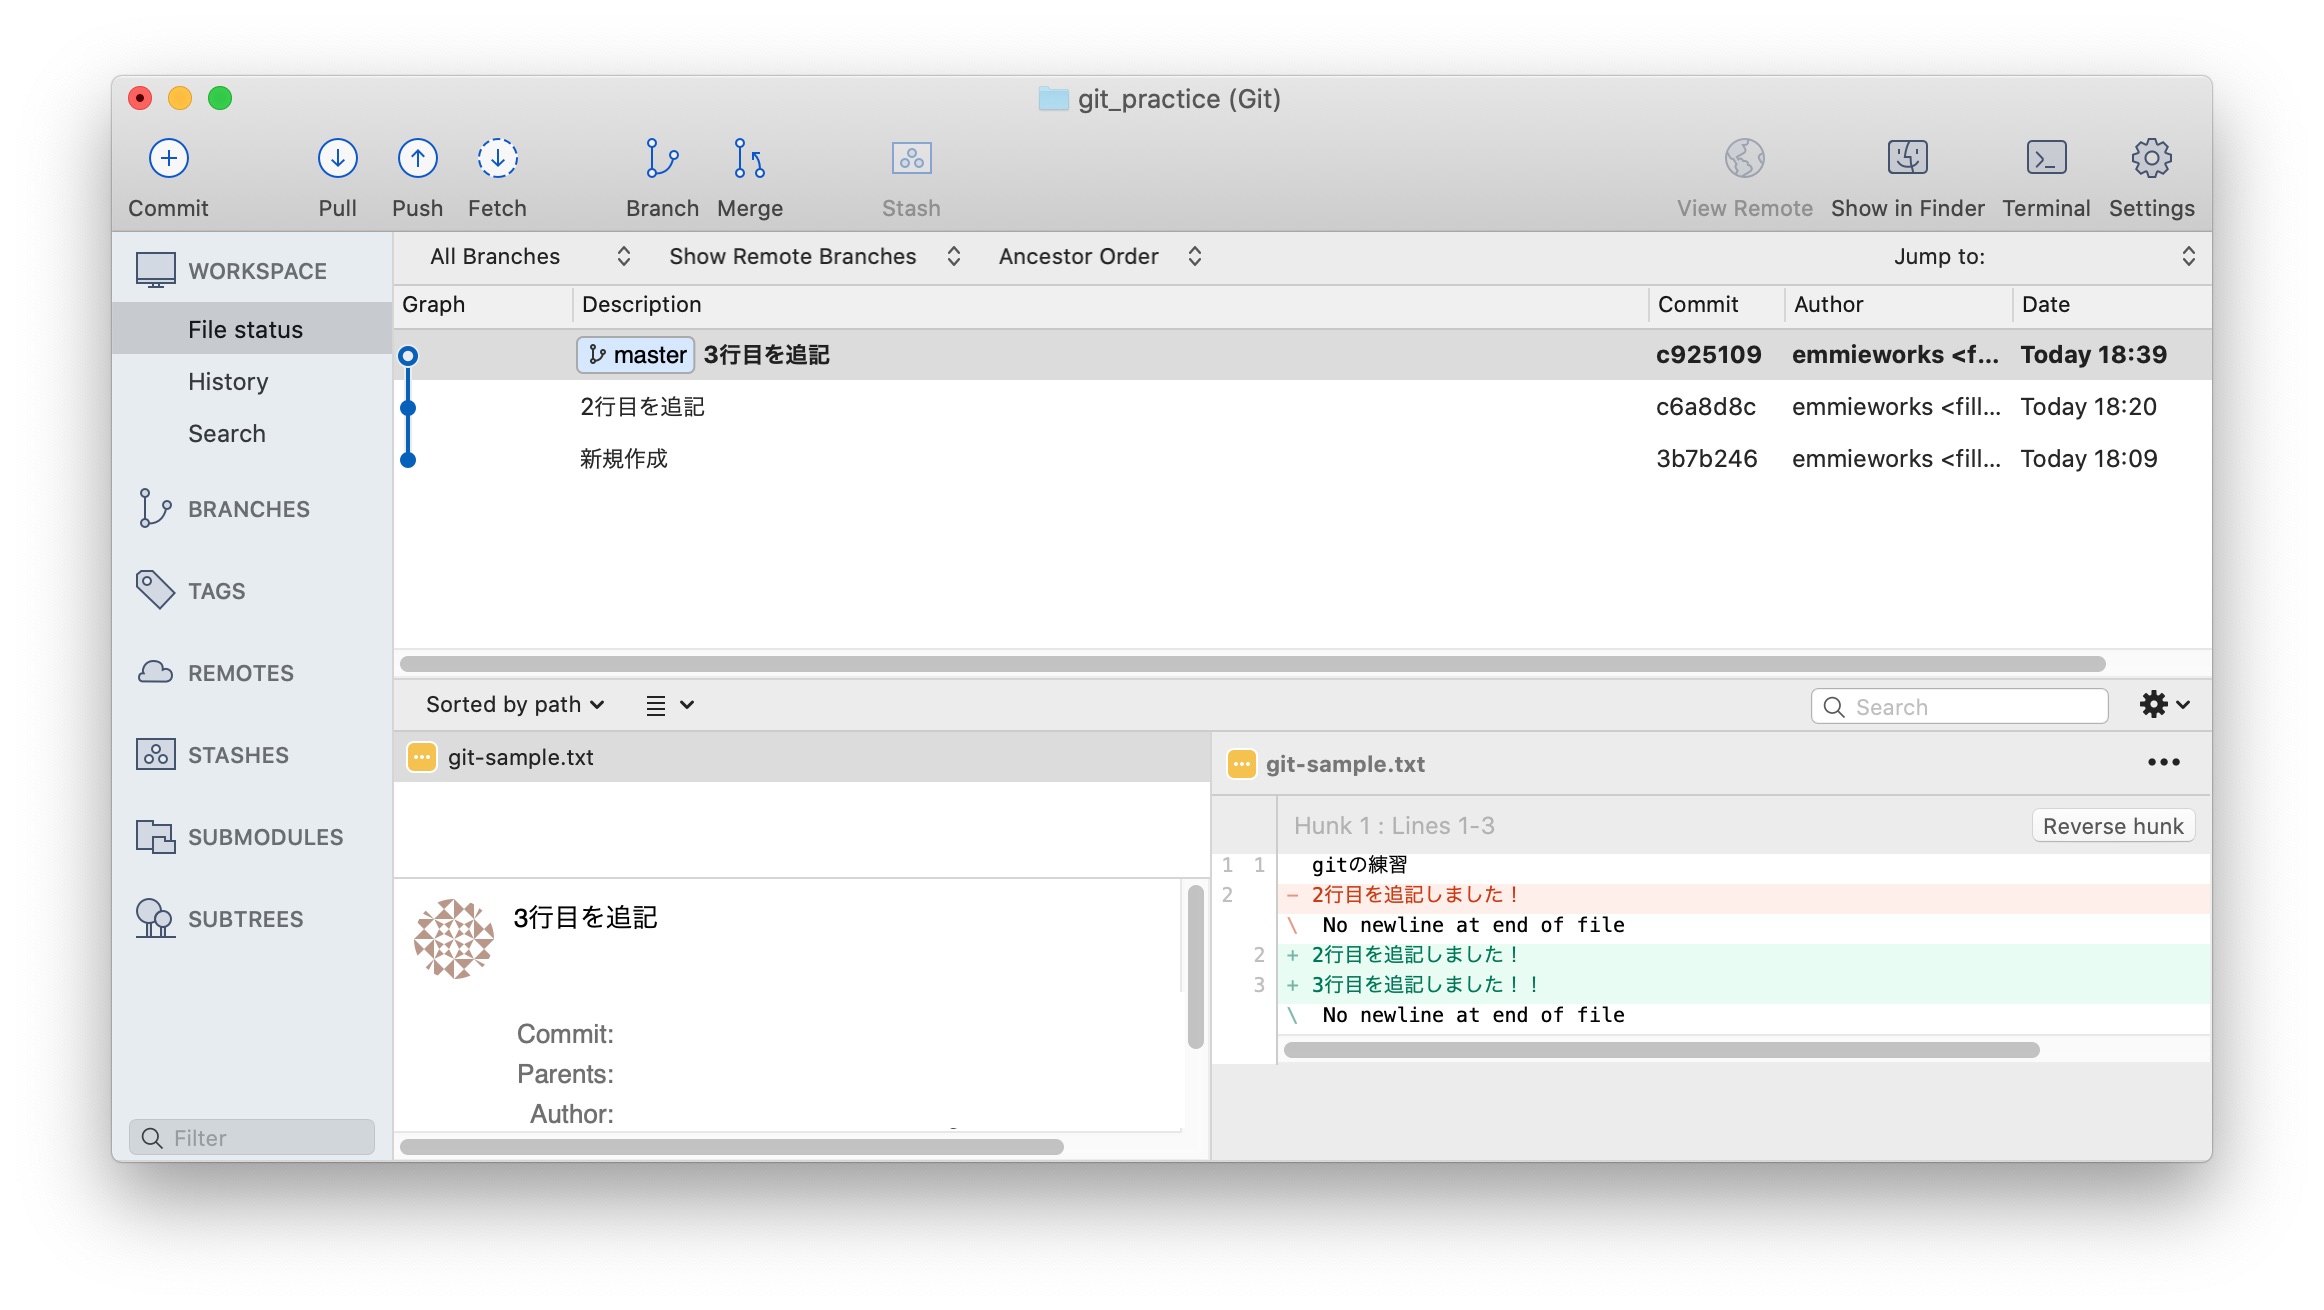 git_practice (Git)
Commit Pull Push Fetch Branch Merge Stash View Remote Show in Finder Terminal Settings
WORKSPACE
File status
History
Search
BRANCHES
TAGS
REMOTES
STASHES
SUBMODULES
SUBTREES
Filter
All Branches Show Remote Branches Ancestor Order Jump to:
Graph Description Commit Author Date
master 3行目を追記 c925109 emmieworks <f... Today 18:39
2行目を追記 c6a8d8c emmieworks <fill... Today 18:20
新規作成 3b7b246 emmieworks <fill... Today 18:09
Sorted by path Search
git-sample.txt
3行目を追記
Commit:
Parents:
Author:
git-sample.txt
Hunk 1 : Lines 1-3 Reverse hunk
1 1 gitの練習
2 - 2行目を追記しました！
\ No newline at end of file
2 + 2行目を追記しました！
3 + 3行目を追記しました！！
\ No newline at end of file